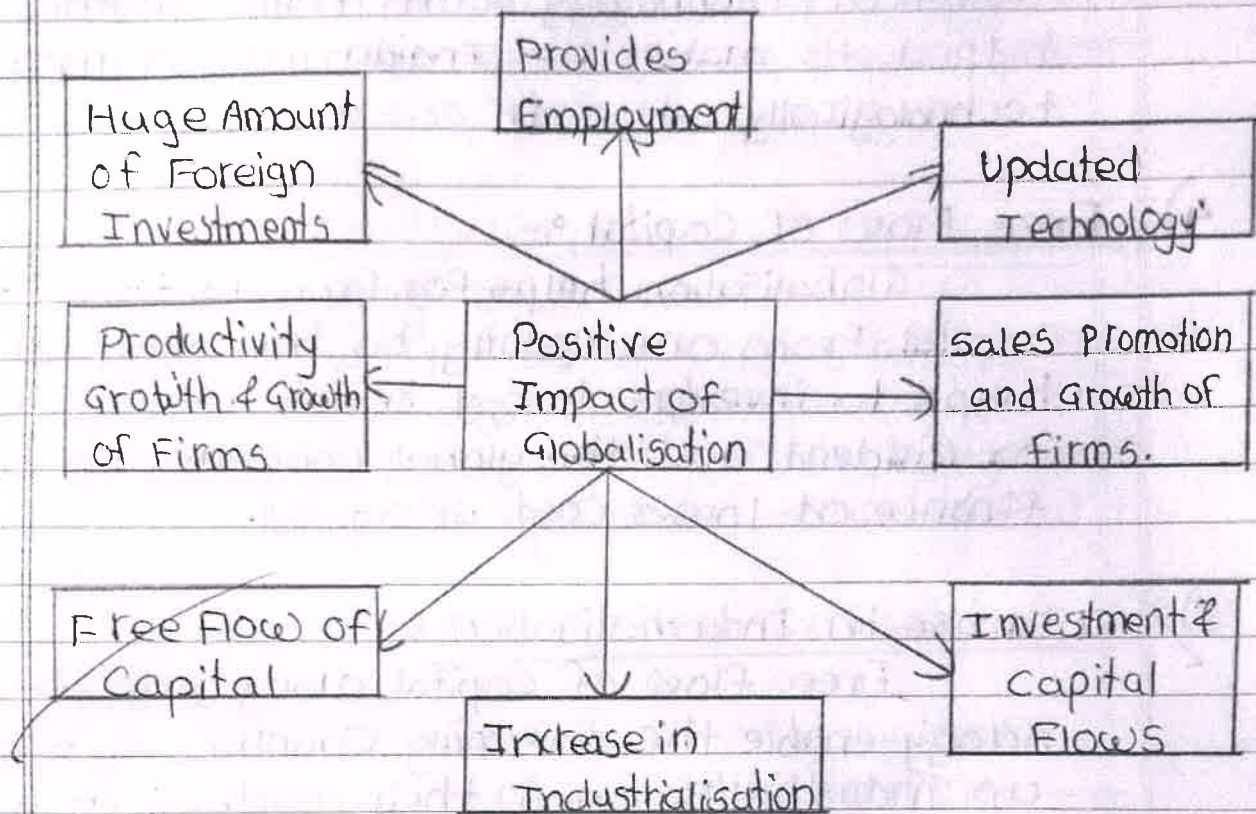 Provides
Employment
Huge Amount
of Foreign
Investments
Updated
Technology
Productivity
Growth & Growth
of Firms
Positive
Impact of
Globalisation
Sales Promotion
and Growth of
Firms.
Free Flow of
Capital
Increase in
Industrialisation
Investment &
Capital
Flows